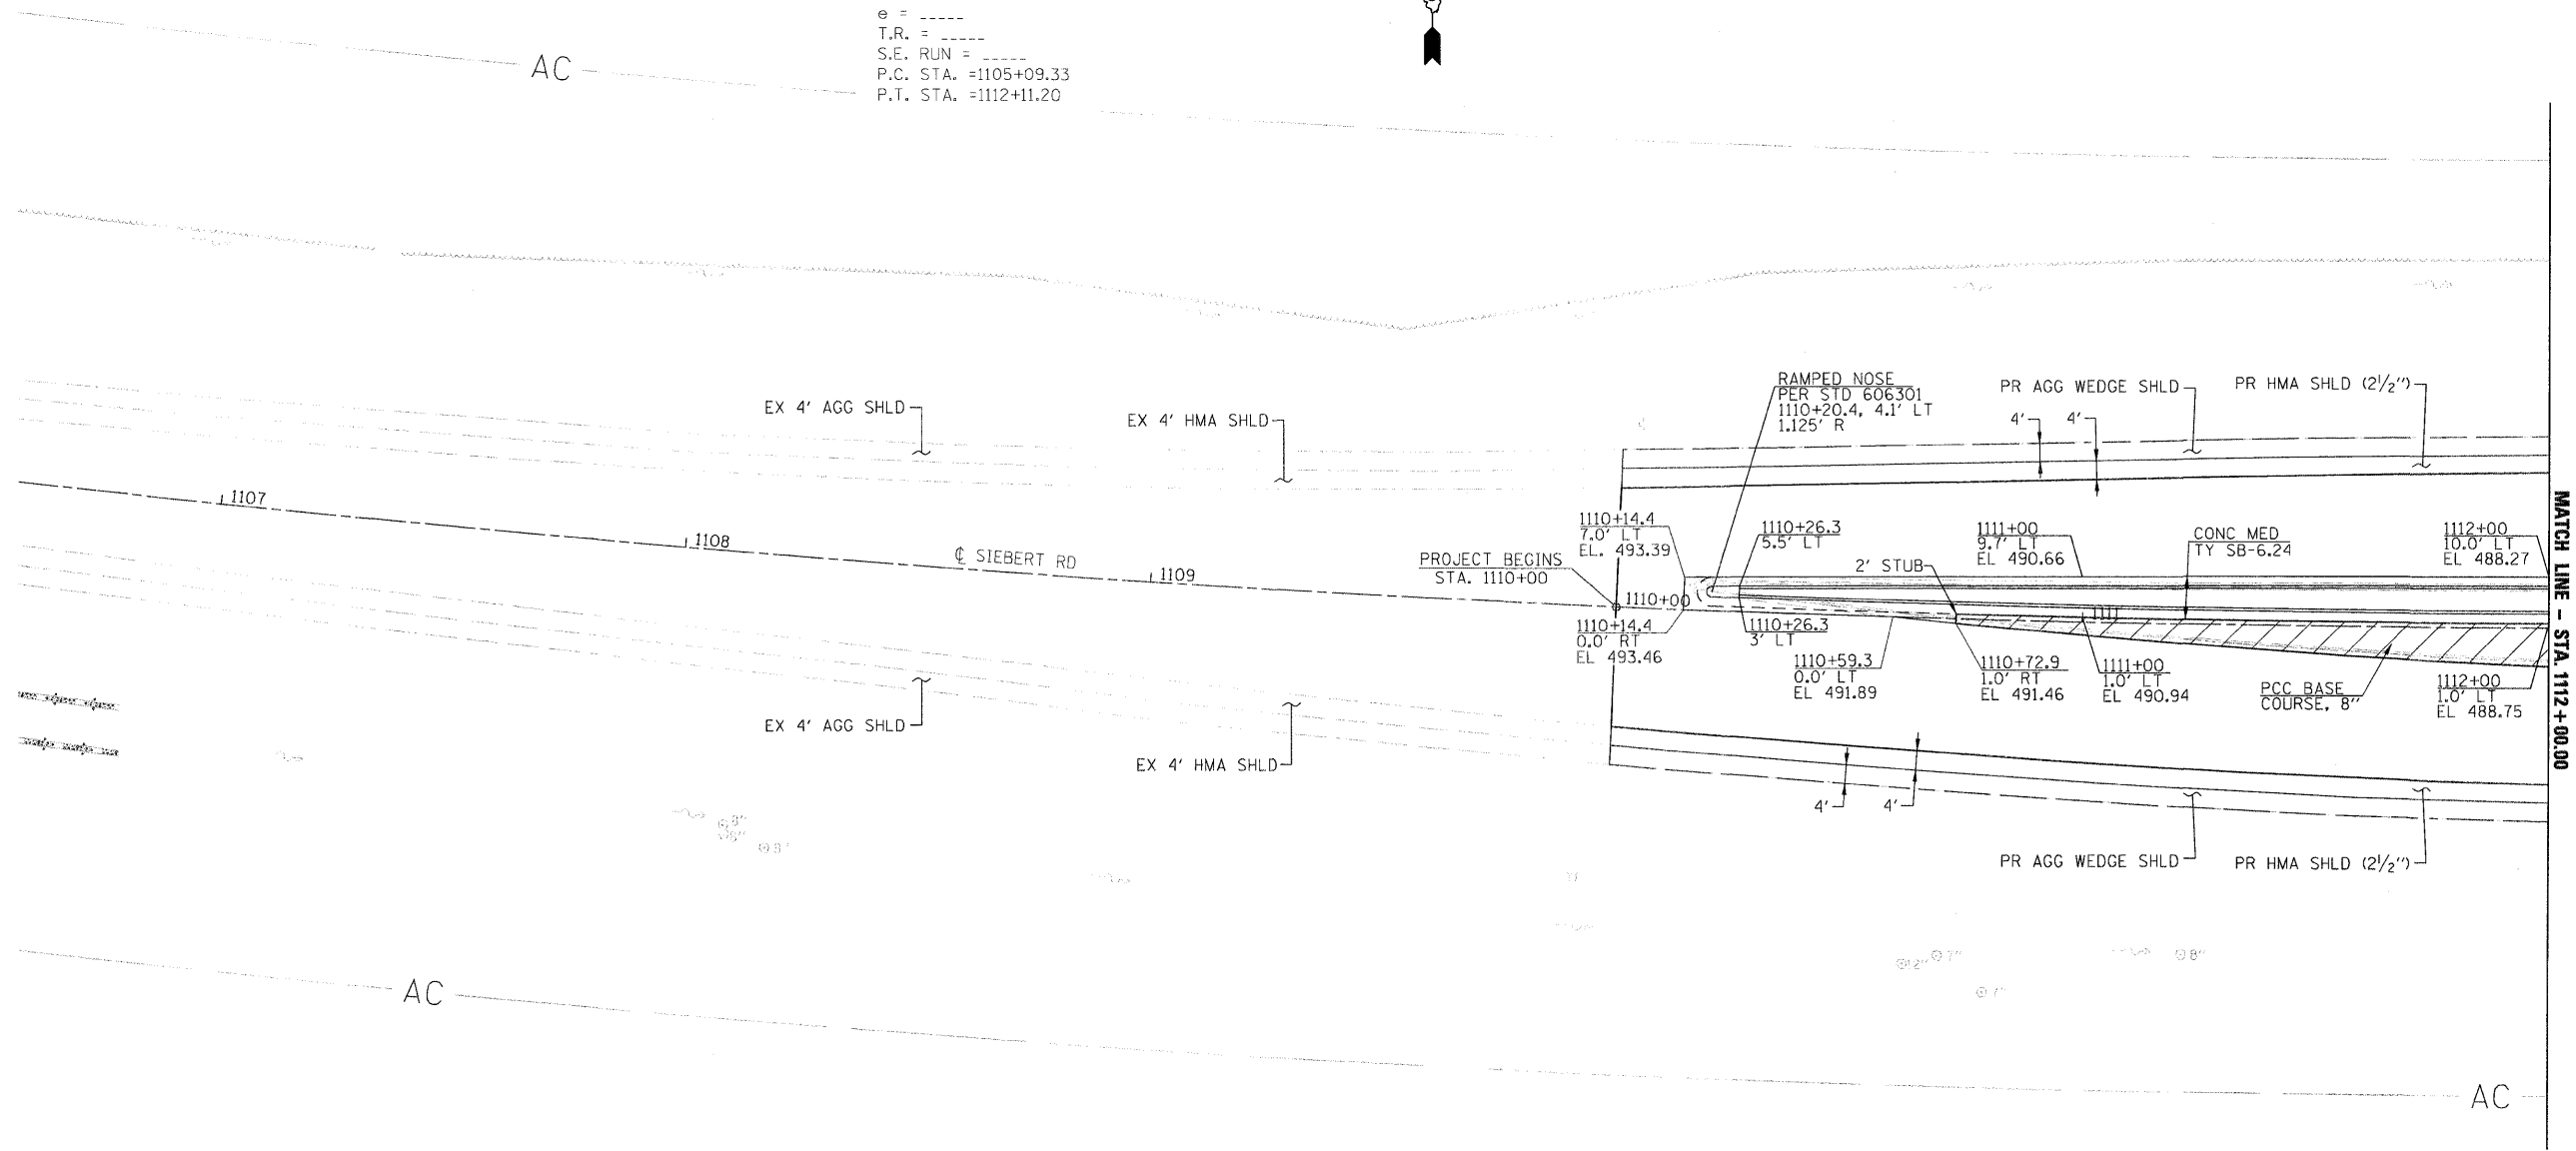 e = _____
T.R. = _____
S.E. RUN = _____
P.C. STA. =1105+09.33
P.T. STA. =1112+11.20
AC
EX 4' AGG SHLD
EX 4' HMA SHLD
RAMPED NOSE
PER STD 606301
1110+20.4, 4.1' LT
1.125' R
PR AGG WEDGE SHLD
PR HMA SHLD (2 1/2")
4'
4'
1107
1108
℄ SIEBERT RD
1109
PROJECT BEGINS
STA. 1110+00
1110+14.4
7.0' LT
EL. 493.39
1110+26.3
5.5' LT
2' STUB
1111+00
9.7' LT
EL 490.66
CONC MED
TY SB-6.24
1112+00
10.0' LT
EL 488.27
1110+00
1111
1110+14.4
0.0' RT
EL 493.46
1110+26.3
3' LT
1110+59.3
0.0' LT
EL 491.89
1110+72.9
1.0' RT
EL 491.46
1111+00
1.0' LT
EL 490.94
PCC BASE
COURSE, 8"
1112+00
1.0' LT
EL 488.75
MATCH LINE - STA. 1112+00.00
EX 4' AGG SHLD
EX 4' HMA SHLD
4'
4'
PR AGG WEDGE SHLD
PR HMA SHLD (2 1/2")
12"
7"
8"
AC
AC